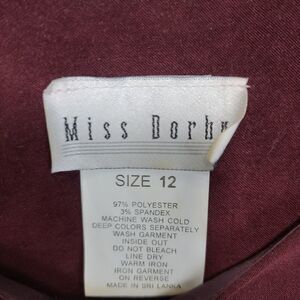 Miss Dorby
SIZE 12
97% POLYESTER
3% SPANDEX
MACHINE WASH COLD
DEEP COLORS SEPARATELY
WASH GARMENT
INSIDE OUT
DO NOT BLEACH
LINE DRY
WARM IRON
IRON GARMENT
ON REVERSE
MADE IN SRI LANKA